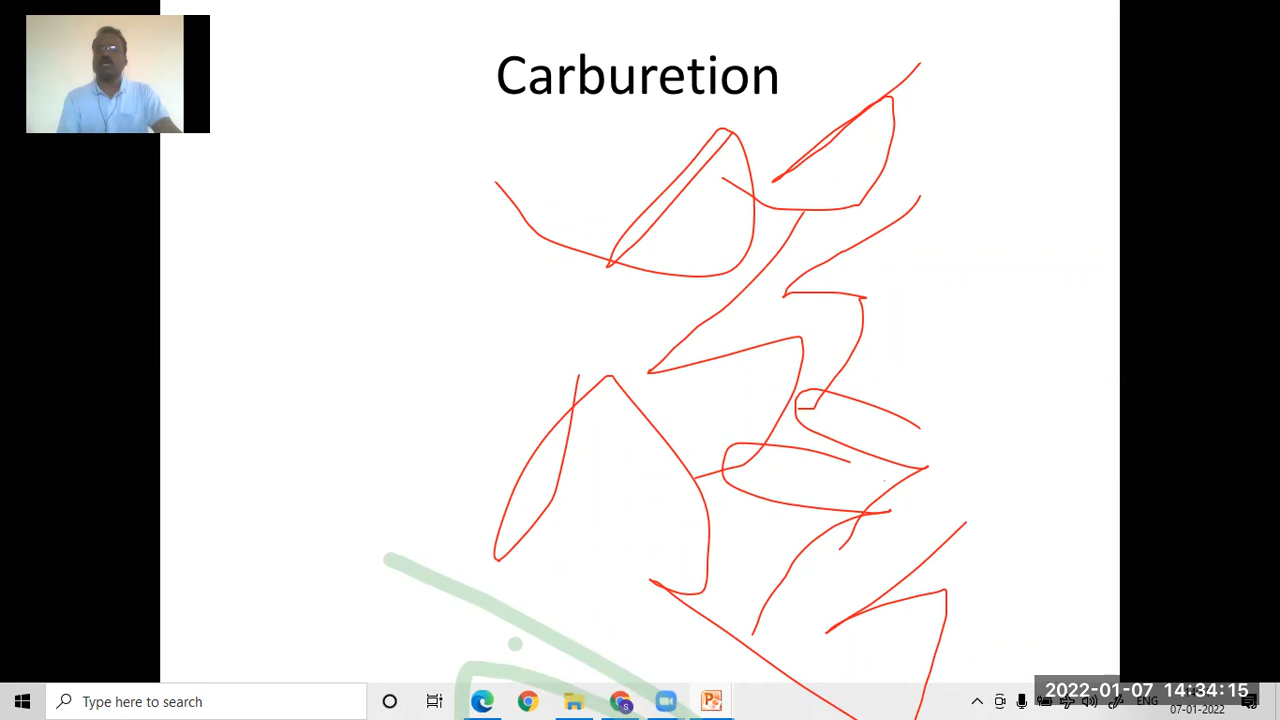 Carburetion
Type here to search
ENG
2022-01-07 14:34:15
07-01-2022